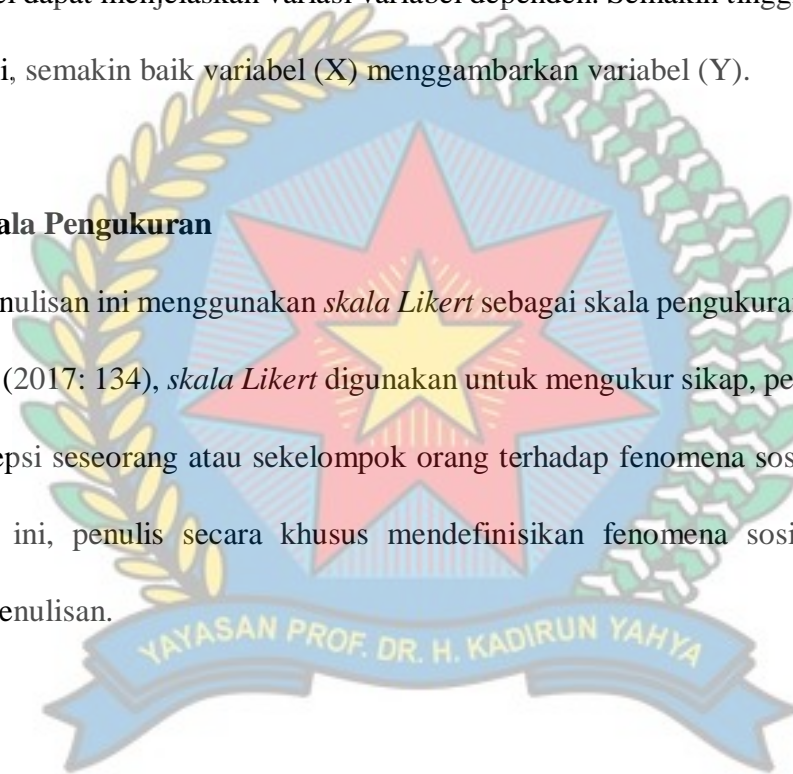 dapat menjelaskan variasi variabel dependen. Semakin tingg
i, semakin baik variabel (X) menggambarkan variabel (Y).
ala Pengukuran
nulisan ini menggunakan skala Likert sebagai skala pengukuran
(2017: 134), skala Likert digunakan untuk mengukur sikap, pe
epsi seseorang atau sekelompok orang terhadap fenomena sos
ini, penulis secara khusus mendefinisikan fenomena sosi
enulisan.
YAYASAN PROF. DR. H. KADIRUN YAHYA